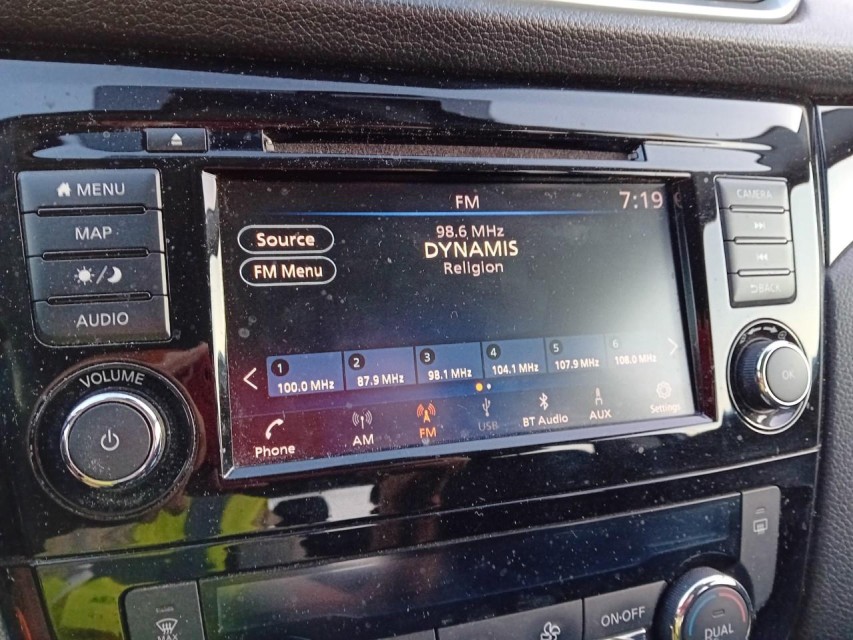 FM
7:19
CAMERA
MENU
MAP
AUDIO
Source
FM Menu
98.6 MHz
DYNAMIS
Religion
BACK
VOLUME
1
2
3
4
5
6
100.0 MHz
87.9 MHz
98.1 MHz
104.1 MHz
107.9 MHz
108.0 MHz
OK
Phone
AM
FM
USB
BT Audio
AUX
Settings
MAX
ON·OFF
DUAL